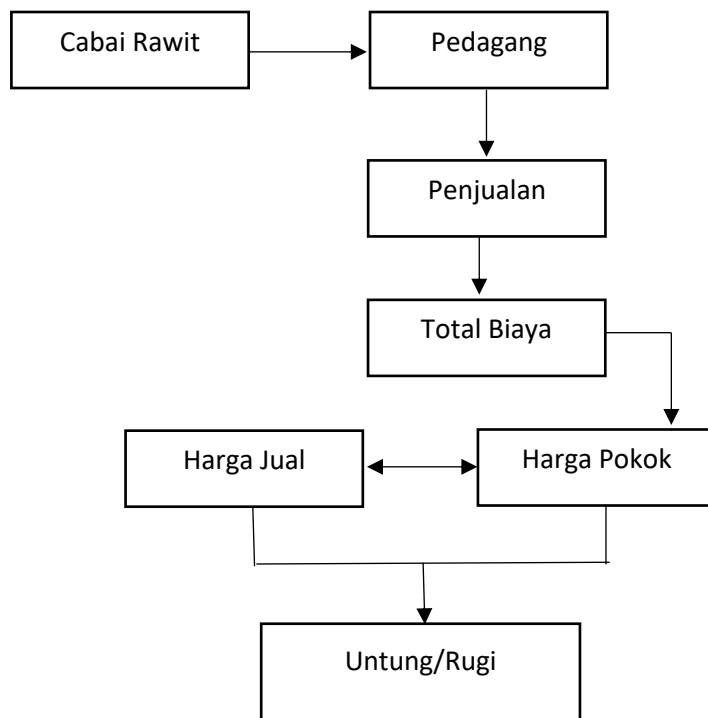 Cabai Rawit
Pedagang
Penjualan
Total Biaya
Harga Jual
Harga Pokok
Untung/Rugi